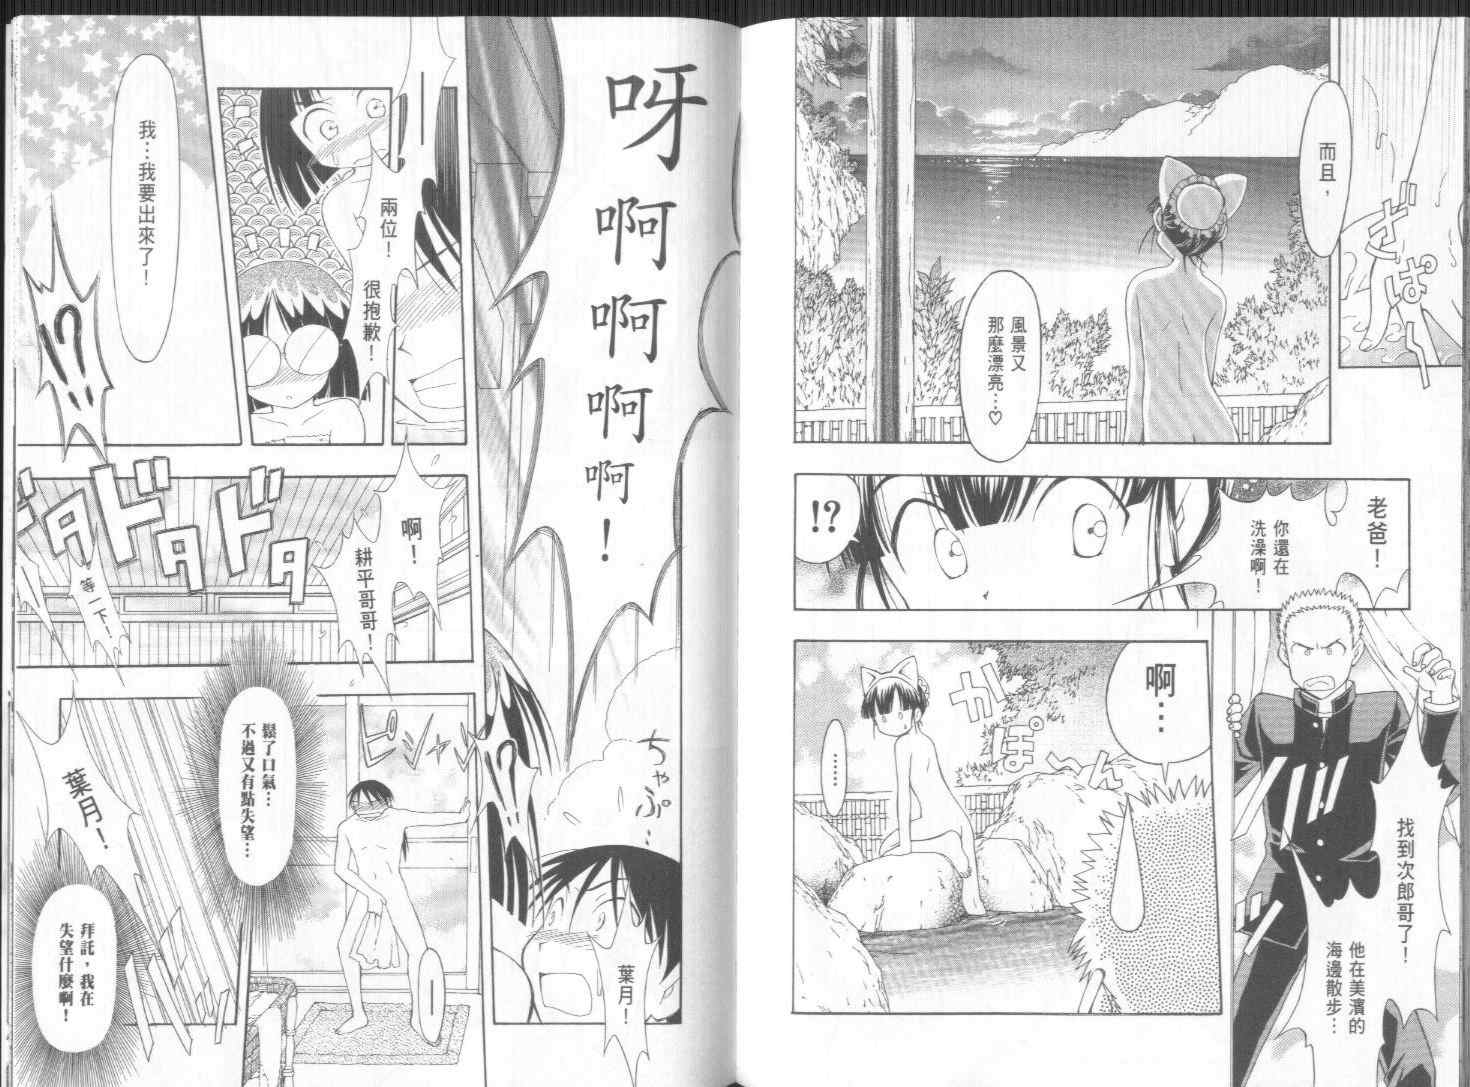 而且，
ざぱーっ
風景又
那麼漂亮…♡
老爸！
你還在
洗澡啊！
!?
找到次郎哥了！
他在美濱的
海邊散步…
啊…
かぽーん
……
呀啊啊啊啊！
ちゃぷ…
!?
葉月！
兩位！
很抱歉！
我…我要出來了！
!?
啊！
耕平哥哥！
ドタドタドタ
等一下！
ピシャッ
鬆了口氣…
不過又有點失望…
葉月！
拜託，我在
失望什麼啊！